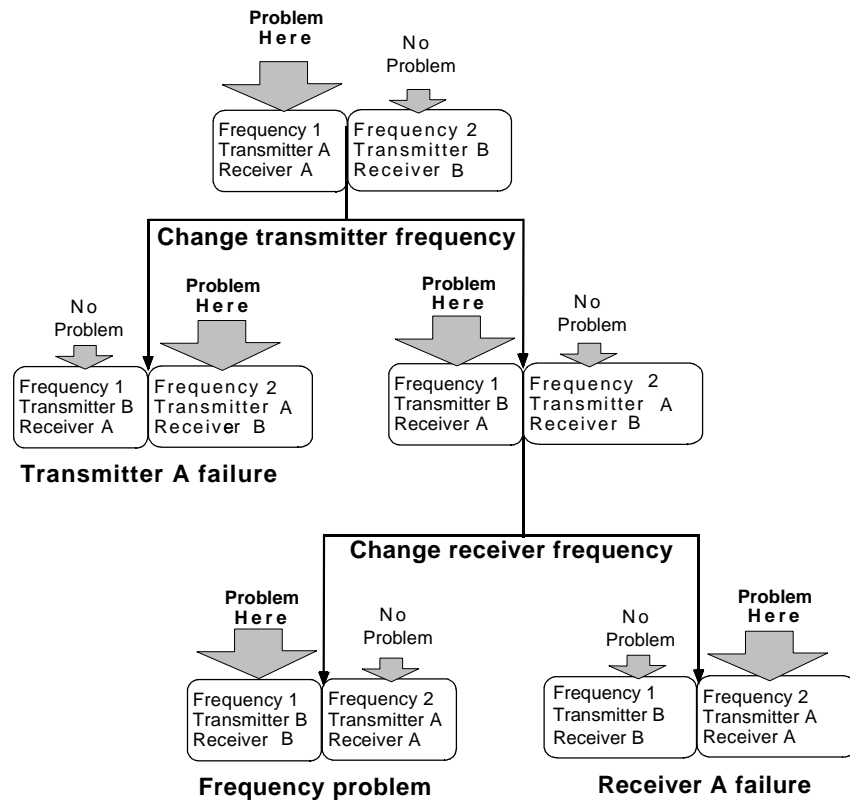 Problem
Here
No
Problem
Frequency 1
Transmitter A
Receiver A
Frequency 2
Transmitter B
Receiver B
Change transmitter frequency
No
Problem
Problem
Here
Problem
Here
No
Problem
Frequency 1
Transmitter B
Receiver A
Frequency 2
Transmitter A
Receiver B
Frequency 1
Transmitter B
Receiver A
Frequency 2
Transmitter A
Receiver B
Transmitter A failure
Change receiver frequency
Problem
Here
No
Problem
No
Problem
Problem
Here
Frequency 1
Transmitter B
Receiver B
Frequency 2
Transmitter A
Receiver A
Frequency 1
Transmitter B
Receiver B
Frequency 2
Transmitter A
Receiver A
Frequency problem
Receiver A failure